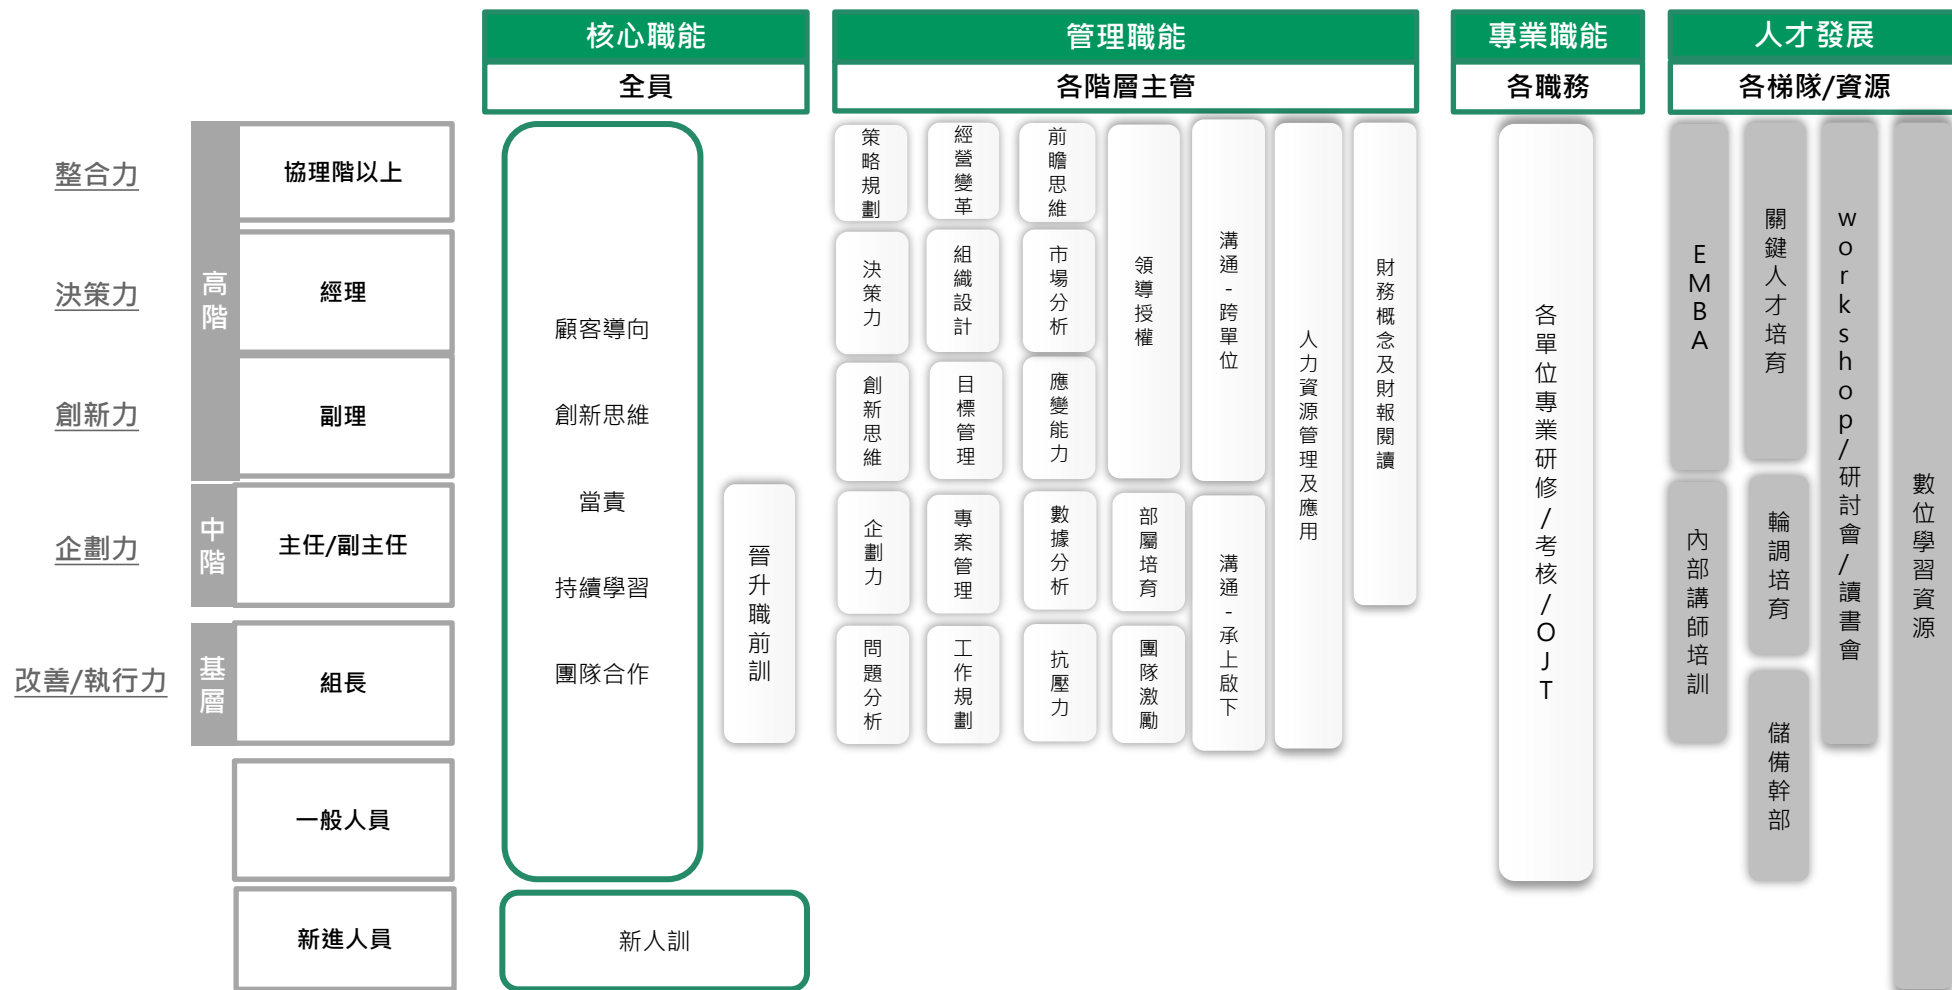 核心職能
管理職能
專業職能
人才發展
全員
各階層主管
各職務
各梯隊/資源
整合力
決策力
創新力
企劃力
改善/執行力
高階
中階
基層
協理階以上
經理
副理
主任/副主任
組長
一般人員
新進人員
顧客導向
創新思維
當責
持續學習
團隊合作
晉升職前訓
新人訓
策略規劃
經營變革
前瞻思維
決策力
組織設計
市場分析
創新思維
目標管理
應變能力
企劃力
專案管理
數據分析
部屬培育
問題分析
工作規劃
抗壓力
團隊激勵
領導授權
溝通-跨單位
溝通-承上啟下
人力資源管理及應用
財務概念及財報閱讀
各單位專業研修/考核/OJT
EMBA
內部講師培訓
關鍵人才培育
輪調培育
儲備幹部
workshop/研討會/讀書會
數位學習資源